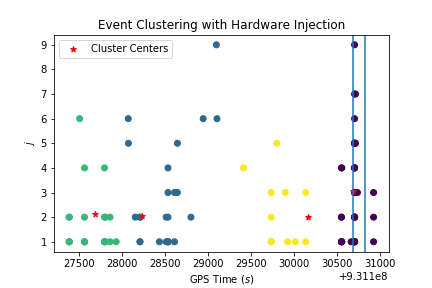 Event Clustering with Hardware Injection
Cluster Centers
9
8
7
6
5
4
3
2
1
j
27500 28000 28500 29000 29500 30000 30500 31000
GPS Time (s)
+9.311e8